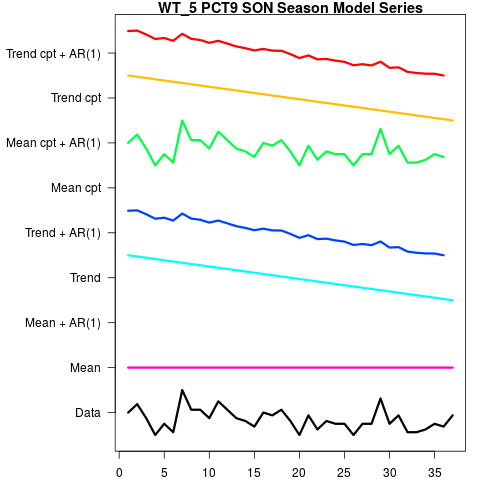 WT_5 PCT9 SON Season Model Series
Trend cpt + AR(1)
Trend cpt
Mean cpt + AR(1)
Mean cpt
Trend + AR(1)
Trend
Mean + AR(1)
Mean
Data
0 5 10 15 20 25 30 35